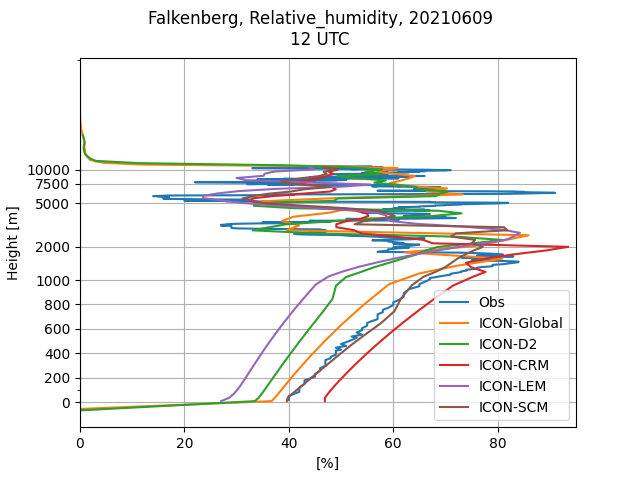 Falkenberg, Relative_humidity, 20210609
12 UTC
Height [m]
10000
7500
5000
2000
1000
800
600
400
200
0
0 20 40 60 80
[%]
Obs
ICON-Global
ICON-D2
ICON-CRM
ICON-LEM
ICON-SCM